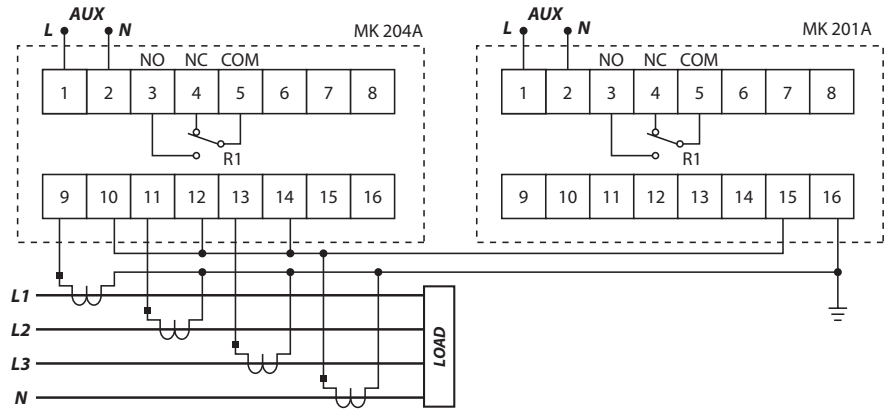 AUX
L N
MK 204A
NO NC COM
1 2 3 4 5 6 7 8
R1
9 10 11 12 13 14 15 16
AUX
L N
MK 201A
NO NC COM
1 2 3 4 5 6 7 8
R1
9 10 11 12 13 14 15 16
L1
L2
L3
N
LOAD